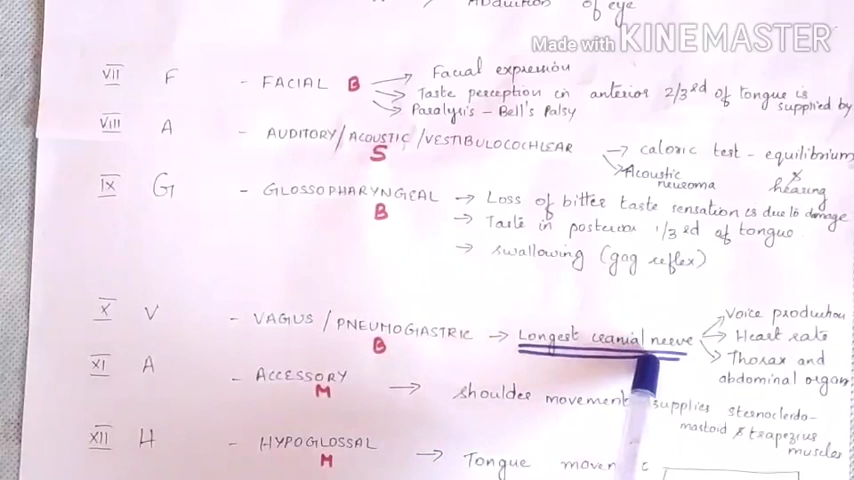 Abduction of eye
Made with KINEMASTER
VII F - FACIAL B → Facial expression
→ Taste perception in anterior 2/3rd of tongue is supplied by
→ Paralysis - Bell's Palsy
VIII A - AUDITORY/ACOUSTIC/VESTIBULOCOCHLEAR → caloric test - equilibrium
S → Acoustic neuroma & hearing
IX G - GLOSSOPHARYNGEAL → Loss of bitter taste sensation is due to damage
B → Taste in posterior 1/3rd of tongue
→ swallowing (gag reflex)
X V - VAGUS / PNEUMOGIASTRIC → Longest cranial nerve → Voice production
B → Heart rate
→ Thorax and abdominal organ
XI A - ACCESSORY → shoulder movement supplies sternocleido-
M mastoid & trapezius muscles
XII H - HYPOGLOSSAL → Tongue movem
M